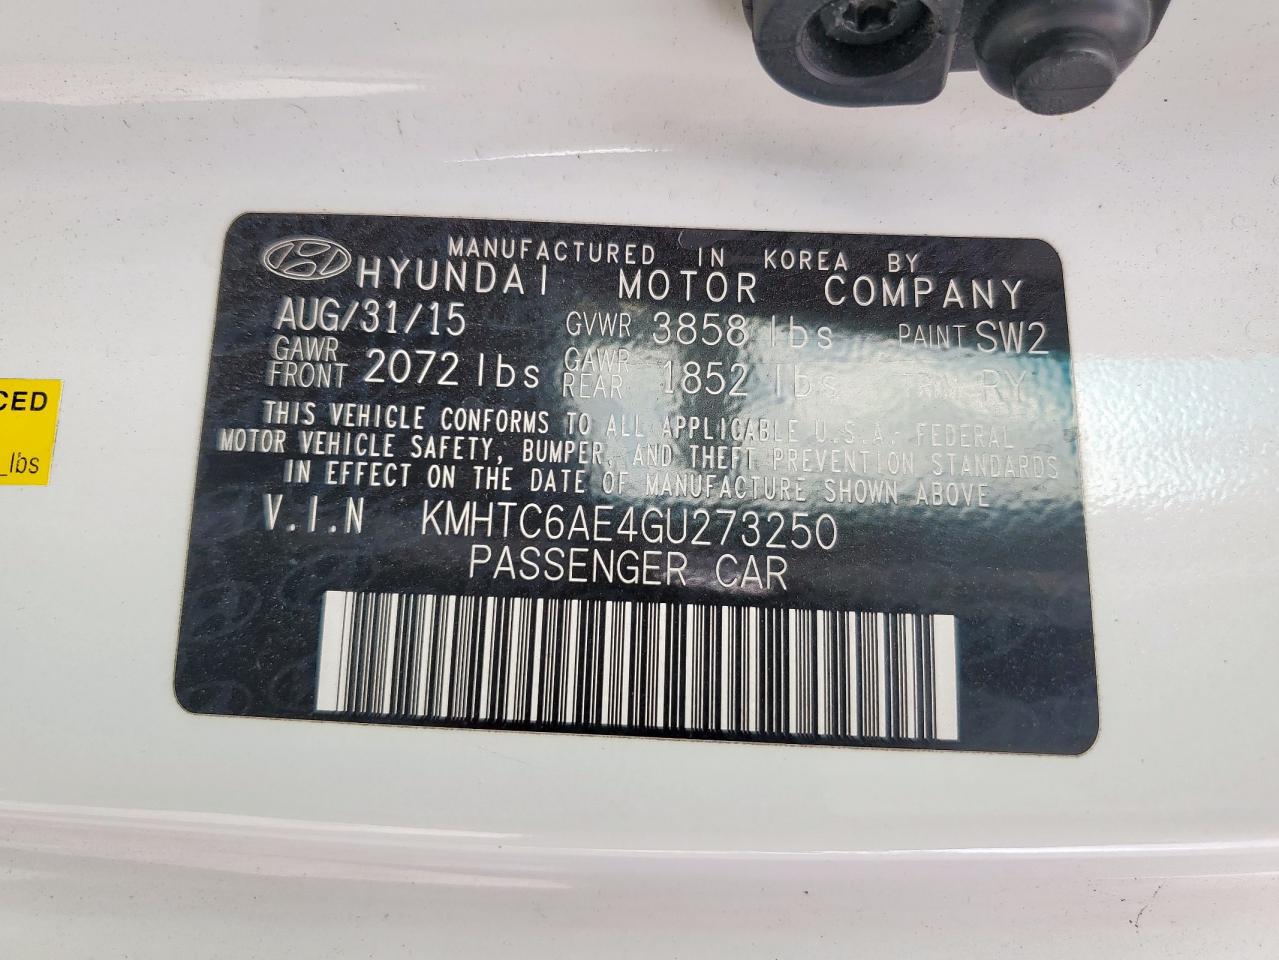 MANUFACTURED IN KOREA BY
HYUNDAI MOTOR COMPANY
AUG/31/15 GVWR 3858 lbs PAINT SW2
GAWR FRONT 2072 lbs GAWR REAR 1852 lbs TRIM RY
THIS VEHICLE CONFORMS TO ALL APPLICABLE U.S.A. FEDERAL
MOTOR VEHICLE SAFETY, BUMPER, AND THEFT PREVENTION STANDARDS
IN EFFECT ON THE DATE OF MANUFACTURE SHOWN ABOVE
V.I.N KMHTC6AE4GU273250
PASSENGER CAR
CED
lbs